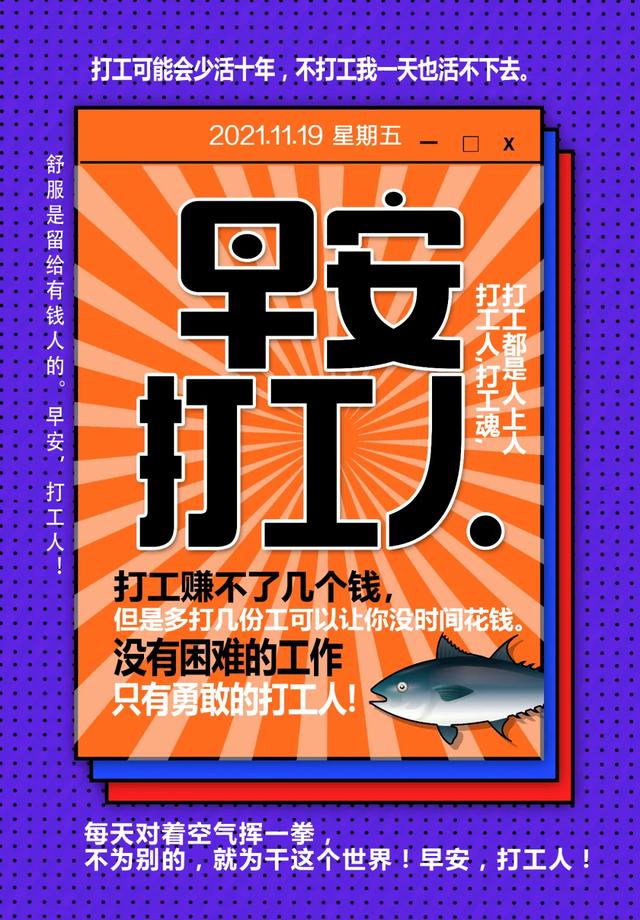 打工可能会少活十年，不打工我一天也活不下去。
2021.11.19 星期五
舒服是留给有钱人的。早安，打工人！
早安
打工人
打工人,打工魂,
打工都是人上人
打工赚不了几个钱，
但是多打几份工可以让你没时间花钱。
没有困难的工作
只有勇敢的打工人!
每天对着空气挥一拳，
不为别的，就为干这个世界！早安，打工人！